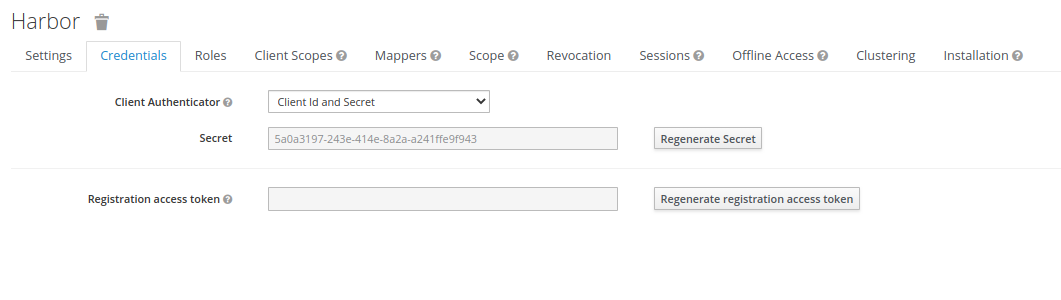 Harbor
Settings Credentials Roles Client Scopes Mappers Scope Revocation Sessions Offline Access Clustering Installation
Client Authenticator Client Id and Secret
Secret 5a0a3197-243e-414e-8a2a-a241ffe9f943 Regenerate Secret
Registration access token Regenerate registration access token